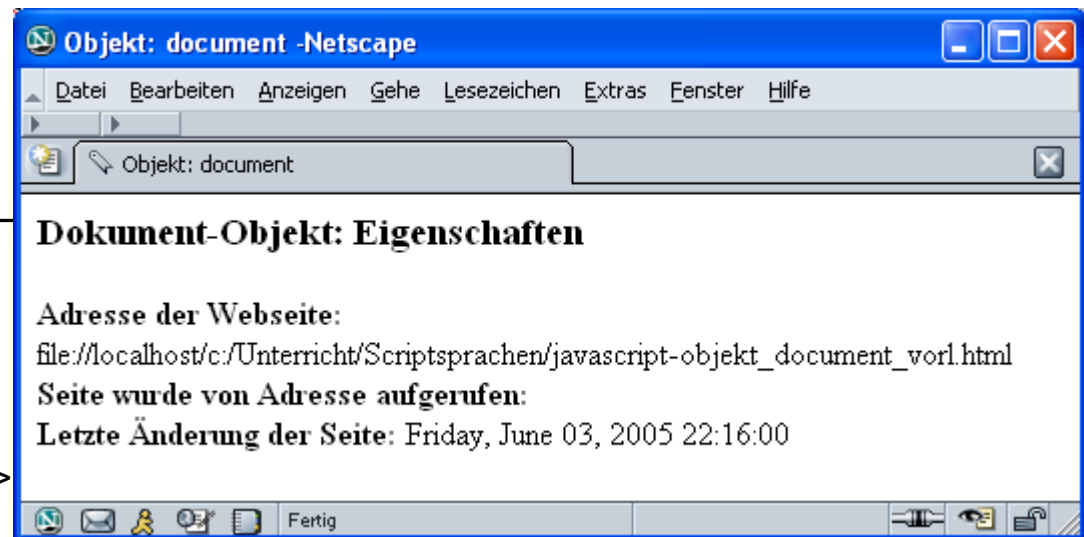 Objekt: document -Netscape
Datei Bearbeiten Anzeigen Gehe Lesezeichen Extras Fenster Hilfe
Objekt: document
Dokument-Objekt: Eigenschaften
Adresse der Webseite:
file://localhost/c:/Unterricht/Scriptsprachen/javascript-objekt_document_vorl.html
Seite wurde von Adresse aufgerufen:
Letzte Änderung der Seite: Friday, June 03, 2005 22:16:00
>
Fertig